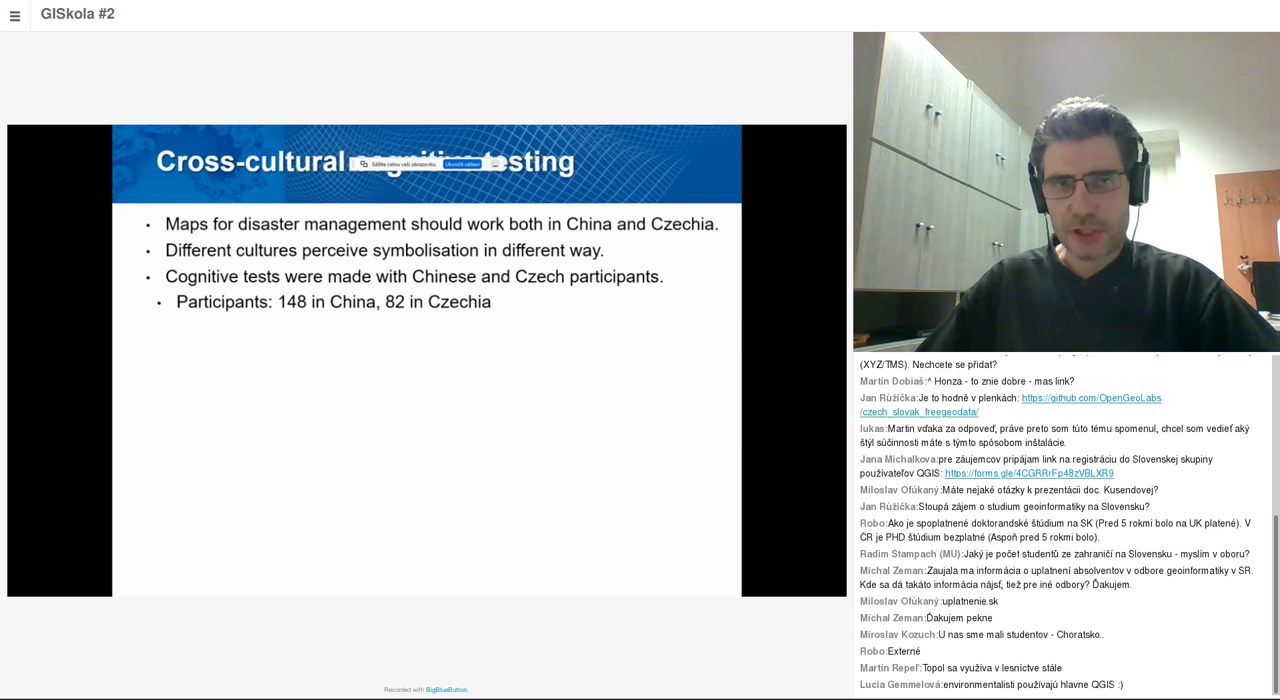 GISkola #2
Cross-cultural testing
Sdílíte celou vaši obrazovku. Ukončit sdílení
• Maps for disaster management should work both in China and Czechia.
• Different cultures perceive symbolisation in different way.
• Cognitive tests were made with Chinese and Czech participants.
• Participants: 148 in China, 82 in Czechia
(XYZ/TMS). Nechcete se přidat?
Martin Dobiaš:^ Honza - to znie dobre - mas link?
Jan Růžička:Je to hodně v plenkách: https://github.com/OpenGeoLabs
/czech_slovak_freegeodata/
lukas:Martin vďaka za odpoveď, práve preto som túto tému spomenul, chcel som vedieť aký
štýl súčinnosti máte s týmto spôsobom inštalácie.
Jana Michalkova:pre záujemcov pripájam link na registráciu do Slovenskej skupiny
používateľov QGIS: https://forms.gle/4CGRRrFp48zVBLXR9
Miloslav Ofúkaný:Máte nejaké otázky k prezentácii doc. Kusendovej?
Jan Růžička:Stoupá zájem o studium geoinformatiky na Slovensku?
Robo:Ako je spoplatnené doktorandské štúdium na SK (Pred 5 rokmi bolo na UK platené). V
ČR je PHD štúdium bezplatné (Aspoň pred 5 rokmi bolo).
Radim Štampach (MU):Jaký je počet studentů ze zahraničí na Slovensku - myslím v oboru?
Michal Zeman:Zaujala ma informácia o uplatnení absolventov v odbore geoinformatiky v SR.
Kde sa dá takáto informácia nájsť, tiež pre iné odbory? Ďakujem.
Miloslav Ofúkaný:uplatnenie.sk
Michal Zeman:Ďakujem pekne
Miroslav Kozuch:U nas sme mali studentov - Choratsko..
Robo:Externé
Martin Repeľ:Topol sa využíva v lesníctve stále
Lucia Gemmelová:environmentalisti používajú hlavne QGIS :)
Recorded with BigBlueButton.